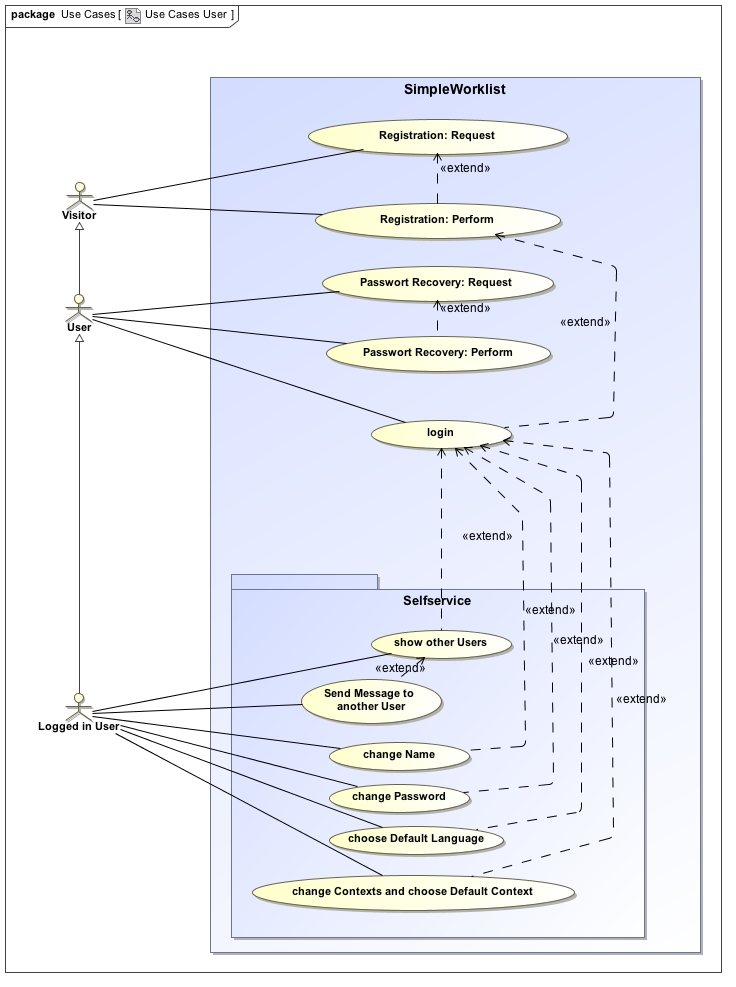 package Use Cases [ Use Cases User ]
SimpleWorklist
Registration: Request
«extend»
Visitor
Registration: Perform
Passwort Recovery: Request
«extend»
«extend»
User
Passwort Recovery: Perform
login
«extend»
Selfservice
«extend»
show other Users
«extend»
«extend»
«extend»
Send Message to
another User
«extend»
Logged in User
change Name
change Password
choose Default Language
change Contexts and choose Default Context